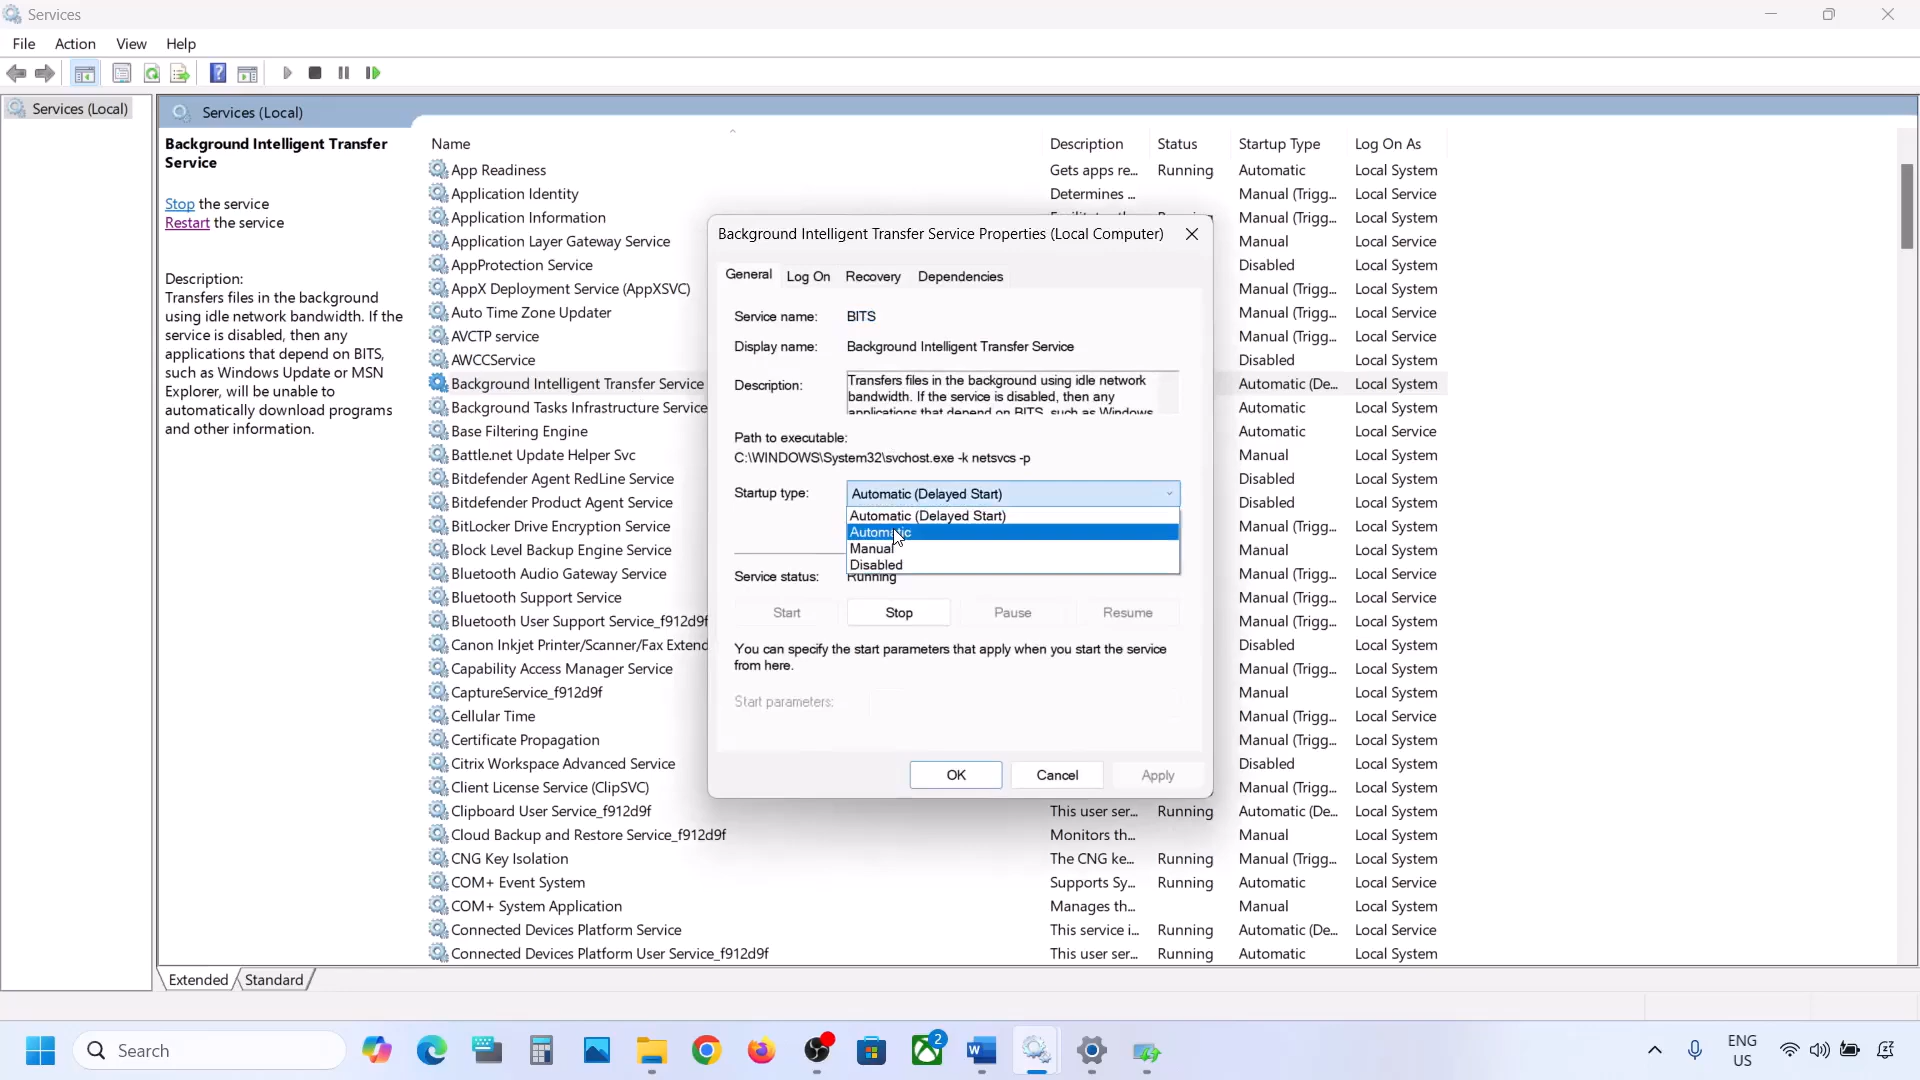 Services
File Action View Help
Services (Local)
Services (Local)
Background Intelligent Transfer
Service
Stop the service
Restart the service
Description:
Transfers files in the background
using idle network bandwidth. If the
service is disabled, then any
applications that depend on BITS,
such as Windows Update or MSN
Explorer, will be unable to
automatically download programs
and other information.
Name Description Status Startup Type Log On As
App Readiness Gets apps re... Running Automatic Local System
Application Identity Determines ... Manual (Trigg... Local Service
Application Information Manual (Trigg... Local System
Application Layer Gateway Service Manual Local Service
AppProtection Service Disabled Local System
AppX Deployment Service (AppXSVC) Manual (Trigg... Local System
Auto Time Zone Updater Manual (Trigg... Local Service
AVCTP service Manual (Trigg... Local Service
AWCCService Disabled Local System
Background Intelligent Transfer Service Automatic (De... Local System
Background Tasks Infrastructure Service Automatic Local System
Base Filtering Engine Automatic Local Service
Battle.net Update Helper Svc Manual Local System
Bitdefender Agent RedLine Service Disabled Local System
Bitdefender Product Agent Service Disabled Local System
BitLocker Drive Encryption Service Manual (Trigg... Local System
Block Level Backup Engine Service Manual Local System
Bluetooth Audio Gateway Service Manual (Trigg... Local Service
Bluetooth Support Service Manual (Trigg... Local Service
Bluetooth User Support Service_f912d9f Manual (Trigg... Local System
Canon Inkjet Printer/Scanner/Fax Extend Disabled Local System
Capability Access Manager Service Manual (Trigg... Local System
CaptureService_f912d9f Manual Local System
Cellular Time Manual (Trigg... Local Service
Certificate Propagation Manual (Trigg... Local System
Citrix Workspace Advanced Service Disabled Local System
Client License Service (ClipSVC) Manual (Trigg... Local System
Clipboard User Service_f912d9f This user ser... Running Automatic (De... Local System
Cloud Backup and Restore Service_f912d9f Monitors th... Manual Local System
CNG Key Isolation The CNG ke... Running Manual (Trigg... Local System
COM+ Event System Supports Sy... Running Automatic Local Service
COM+ System Application Manages th... Manual Local System
Connected Devices Platform Service This service i... Running Automatic (De... Local Service
Connected Devices Platform User Service_f912d9f This user ser... Running Automatic Local System
Background Intelligent Transfer Service Properties (Local Computer)
General Log On Recovery Dependencies
Service name: BITS
Display name: Background Intelligent Transfer Service
Description: Transfers files in the background using idle network
bandwidth. If the service is disabled, then any
applications that depend on BITS, such as Windows
Path to executable:
C:\WINDOWS\System32\svchost.exe -k netsvcs -p
Startup type: Automatic (Delayed Start)
Automatic (Delayed Start)
Automatic
Manual
Disabled
Service status: Running
Start Stop Pause Resume
You can specify the start parameters that apply when you start the service
from here.
Start parameters:
OK Cancel Apply
Extended Standard
Search
2
ENG
US